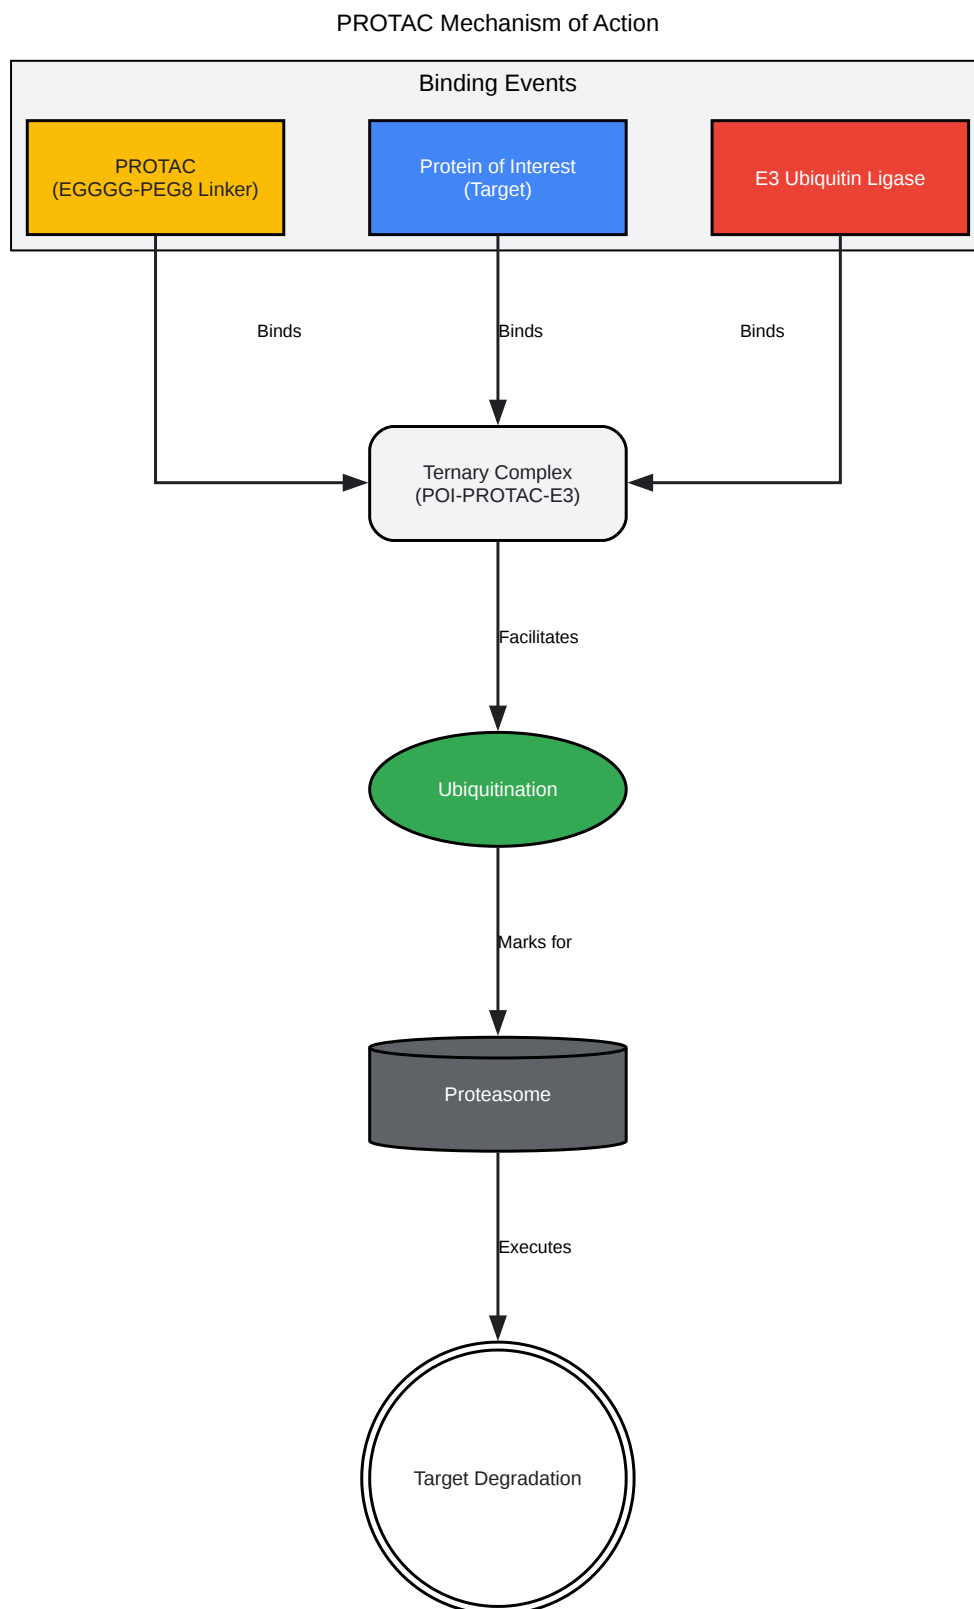 PROTAC Mechanism of Action
Binding Events
PROTAC
(EGGGG-PEG8 Linker)
Protein of Interest
(Target)
E3 Ubiquitin Ligase
Binds
Binds
Binds
Ternary Complex
(POI-PROTAC-E3)
Facilitates
Ubiquitination
Marks for
Proteasome
Executes
Target Degradation